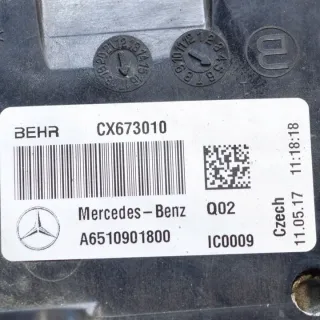 BEHR CX673010
Mercedes-Benz Q02
A6510901800 IC0009
Czech
11.05.17 11:18:18